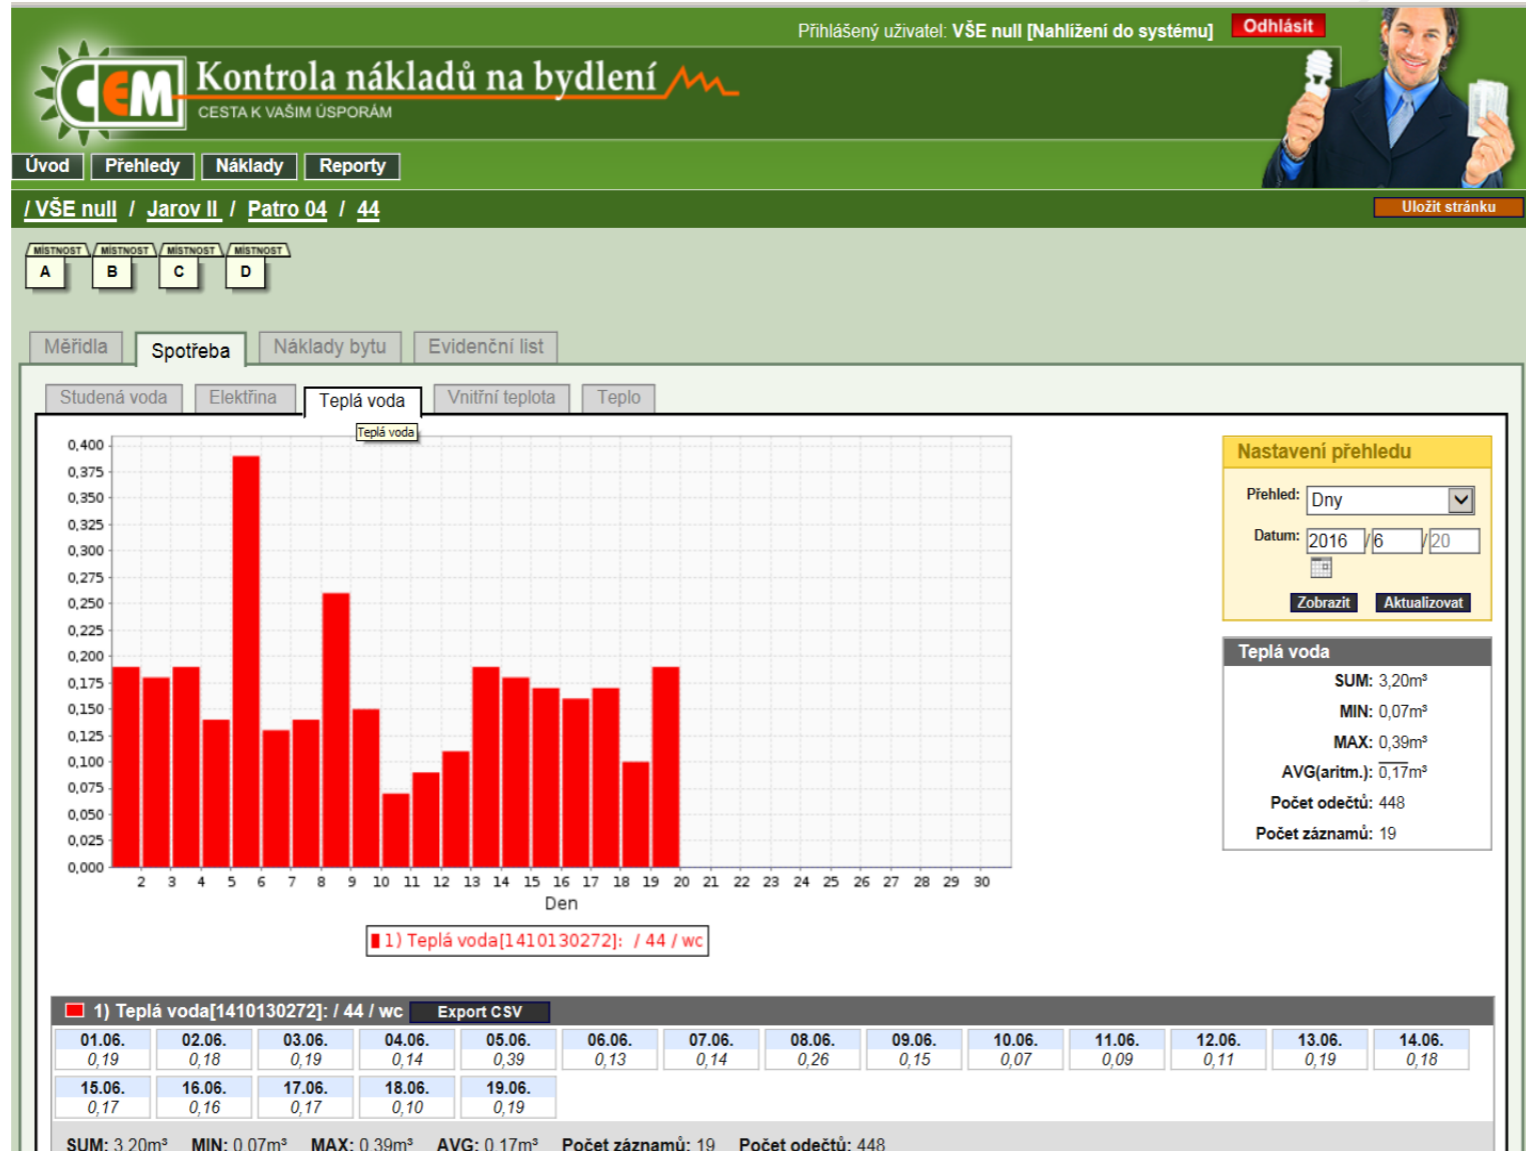 Přihlášený uživatel: VŠE null [Nahlížení do systému] Odhlásit
CEM Kontrola nákladů na bydlení
CESTA K VAŠIM ÚSPORÁM
Úvod Přehledy Náklady Reporty
/ VŠE null / Jarov II / Patro 04 / 44 Uložit stránku
MÍSTNOST MÍSTNOST MÍSTNOST MÍSTNOST
A B C D
Měřidla Spotřeba Náklady bytu Evidenční list
Studená voda Elektřina Teplá voda Vnitřní teplota Teplo
Teplá voda
0,400
0,375
0,350
0,325
0,300
0,275
0,250
0,225
0,200
0,175
0,150
0,125
0,100
0,075
0,050
0,025
0,000
2 3 4 5 6 7 8 9 10 11 12 13 14 15 16 17 18 19 20 21 22 23 24 25 26 27 28 29 30
Den
1) Teplá voda[1410130272]: / 44 / wc
Nastavení přehledu
Přehled: Dny
Datum: 2016 / 6 / 20
Zobrazit Aktualizovat
Teplá voda
SUM: 3,20m³
MIN: 0,07m³
MAX: 0,39m³
AVG(aritm.): 0,17m³
Počet odečtů: 448
Počet záznamů: 19
1) Teplá voda[1410130272]: / 44 / wc Export CSV
01.06. 02.06. 03.06. 04.06. 05.06. 06.06. 07.06. 08.06. 09.06. 10.06. 11.06. 12.06. 13.06. 14.06.
0,19 0,18 0,19 0,14 0,39 0,13 0,14 0,26 0,15 0,07 0,09 0,11 0,19 0,18
15.06. 16.06. 17.06. 18.06. 19.06.
0,17 0,16 0,17 0,10 0,19
SUM: 3,20m³ MIN: 0,07m³ MAX: 0,39m³ AVG: 0,17m³ Počet záznamů: 19 Počet odečtů: 448